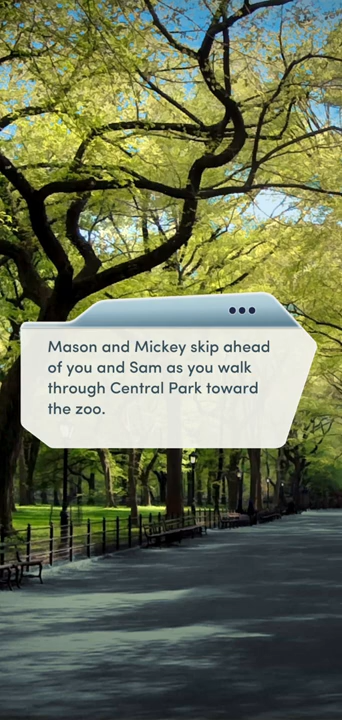 Mason and Mickey skip ahead
of you and Sam as you walk
through Central Park toward
the zoo.